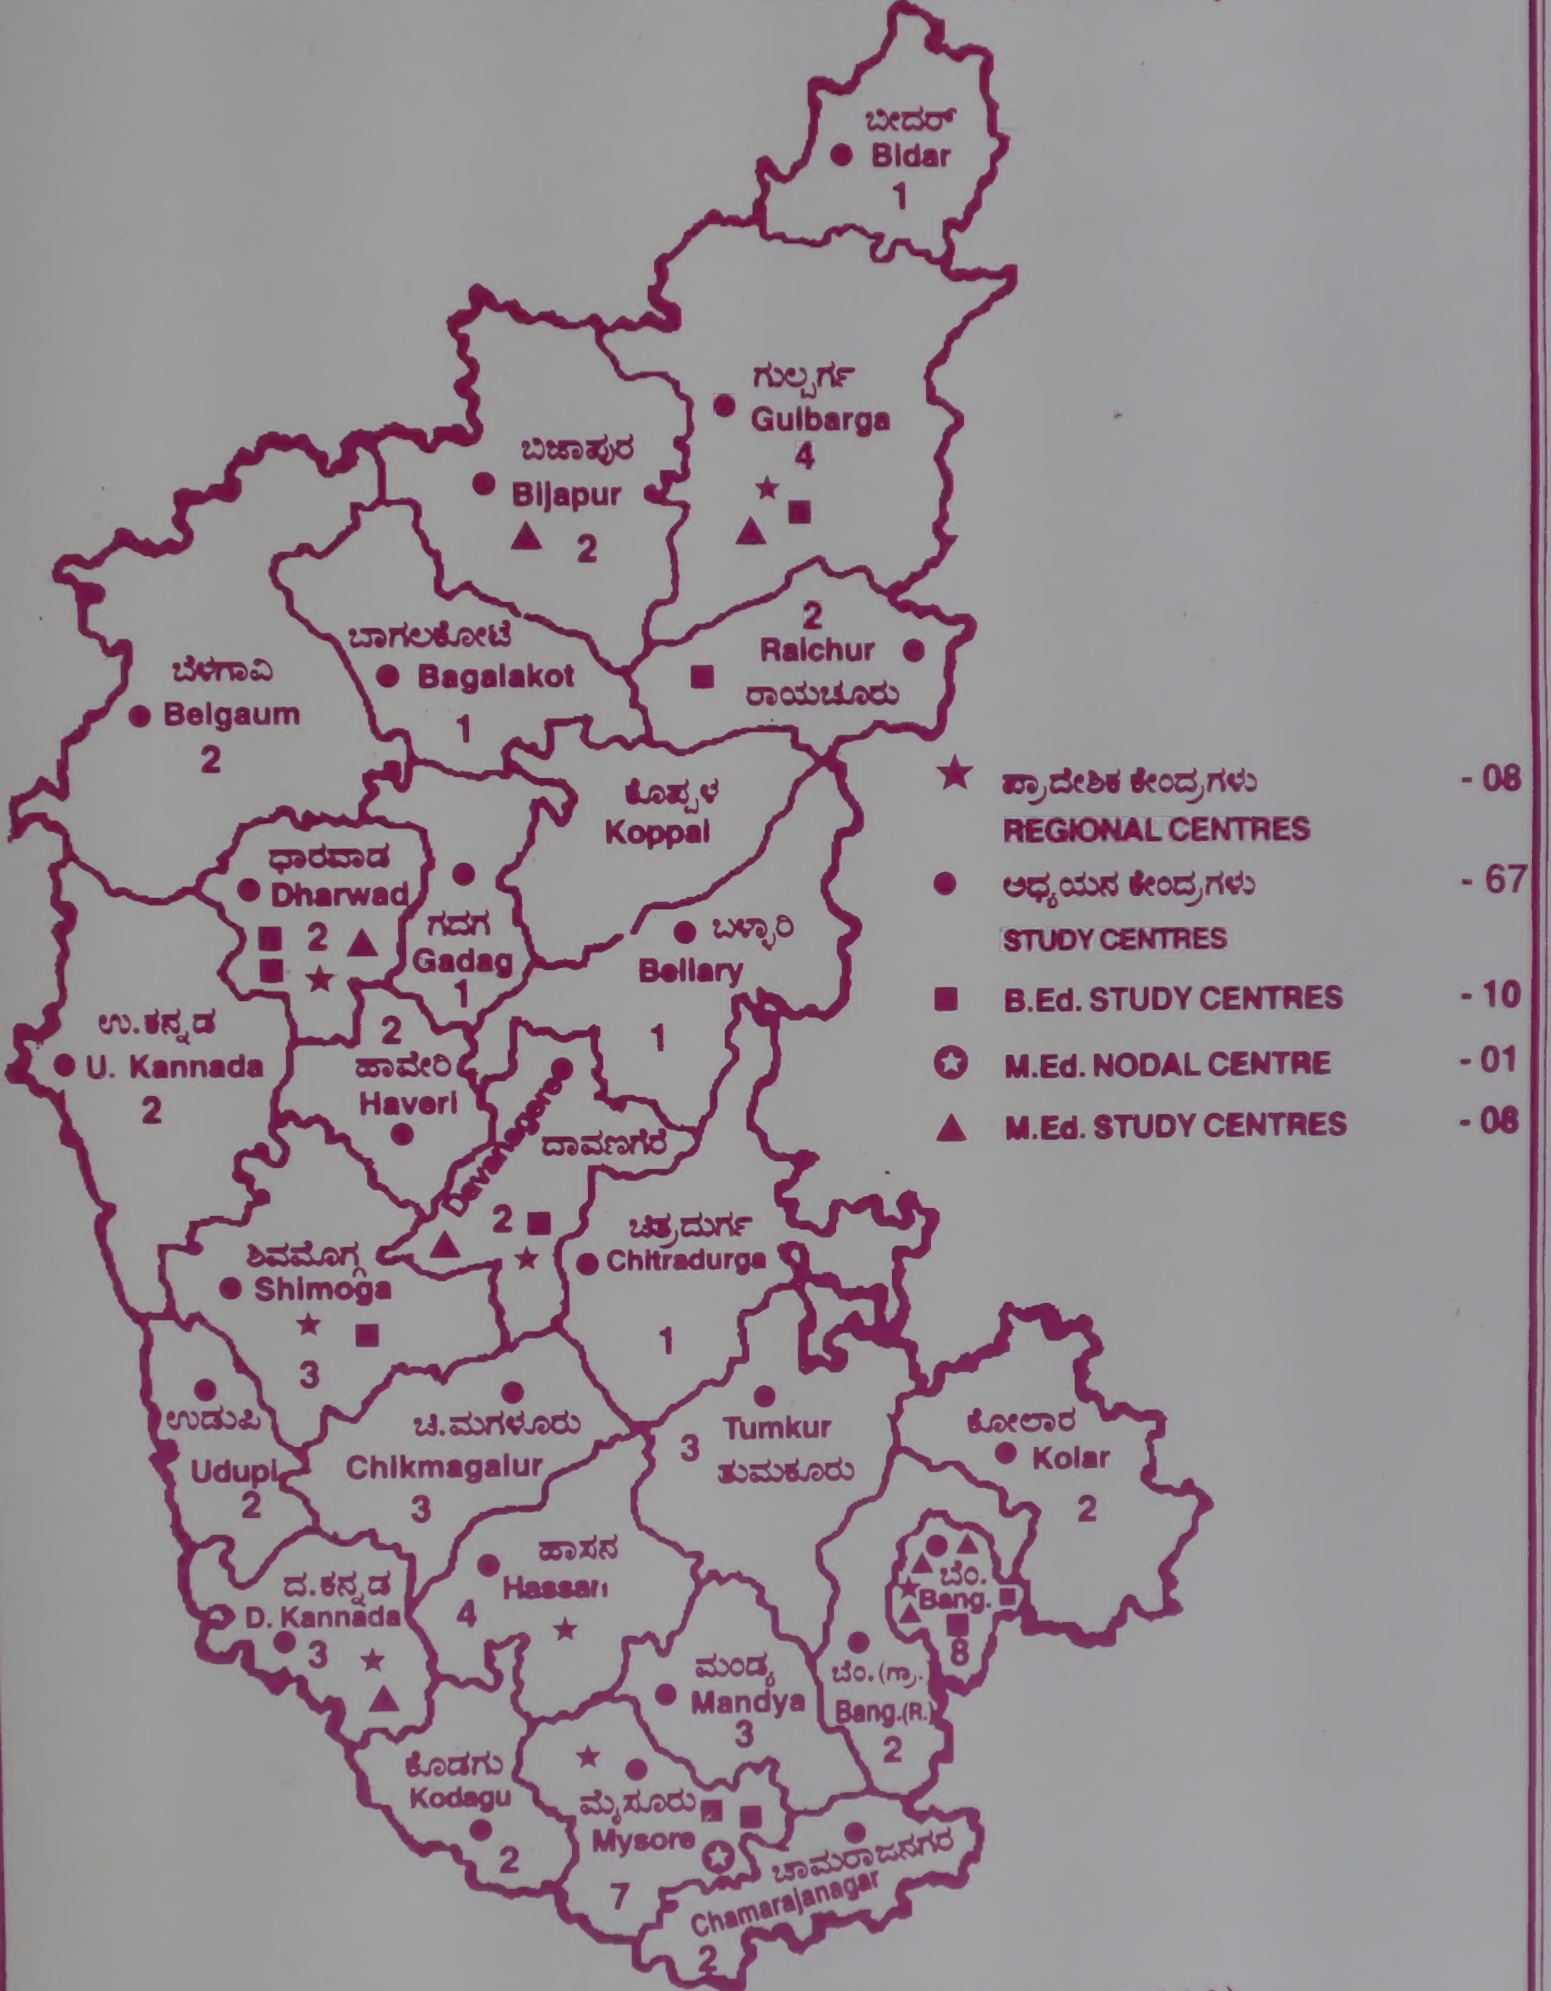 ಬೀದರ್
Bidar
1
ಗುಲ್ಬರ್ಗ
Gulbarga
4
ಬಿಜಾಪುರ
Bijapur
2
2
Raichur
ರಾಯಚೂರು
ಬಾಗಲಕೋಟೆ
Bagalakot
1
ಬೆಳಗಾವಿ
Belgaum
2
ಕೊಪ್ಪಳ
Koppal
ಧಾರವಾಡ
Dharwad
2
ಗದಗ
Gadag
1
ಬಳ್ಳಾರಿ
Bellary
1
ಉ.ಕನ್ನಡ
U. Kannada
2
2
ಹಾವೇರಿ
Haveri
Davanagere
ದಾವಣಗೆರೆ
2
ಚಿತ್ರದುರ್ಗ
Chitradurga
1
ಶಿವಮೊಗ್ಗ
Shimoga
3
ಉಡುಪಿ
Udupi
2
ಚಿ.ಮಗಳೂರು
Chikmagalur
3
3 Tumkur
ತುಮಕೂರು
ಕೋಲಾರ
Kolar
2
ಹಾಸನ
Hassan
4
ಬೆಂ.
Bang.
8
ದ.ಕನ್ನಡ
D. Kannada
3
ಮಂಡ್ಯ
Mandya
3
ಬೆಂ.(ಗ್ರಾ.)
Bang.(R.)
2
ಕೊಡಗು
Kodagu
2
ಮೈಸೂರು
Mysore
7
ಚಾಮರಾಜನಗರ
Chamarajanagar
2
ಪ್ರಾದೇಶಿಕ ಕೇಂದ್ರಗಳು - 08
REGIONAL CENTRES
ಅಧ್ಯಯನ ಕೇಂದ್ರಗಳು - 67
STUDY CENTRES
B.Ed. STUDY CENTRES - 10
M.Ed. NODAL CENTRE - 01
M.Ed. STUDY CENTRES - 08